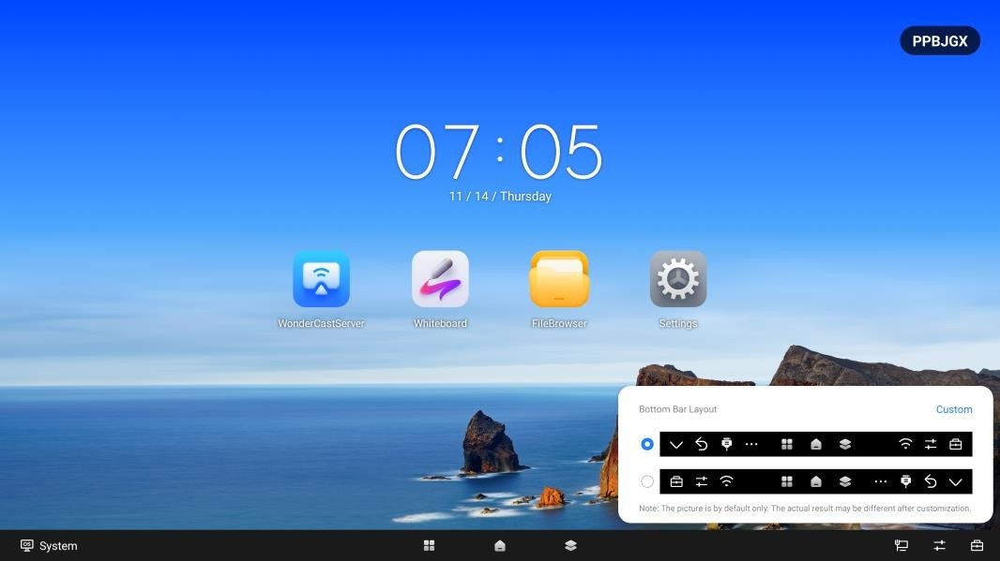 PPBJGX
07:05
11 / 14 / Thursday
WonderCastServer
Whiteboard
FileBrowser
Settings
Bottom Bar Layout
Custom
Note: The picture is by default only. The actual result may be different after customization.
OS
System